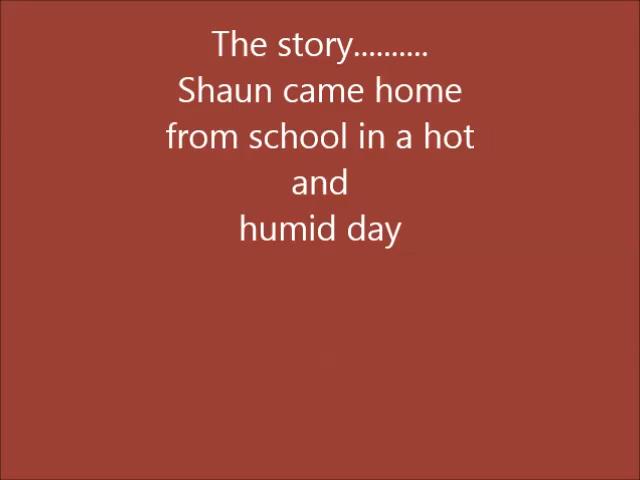 The story..........
Shaun came home
from school in a hot
and
humid day